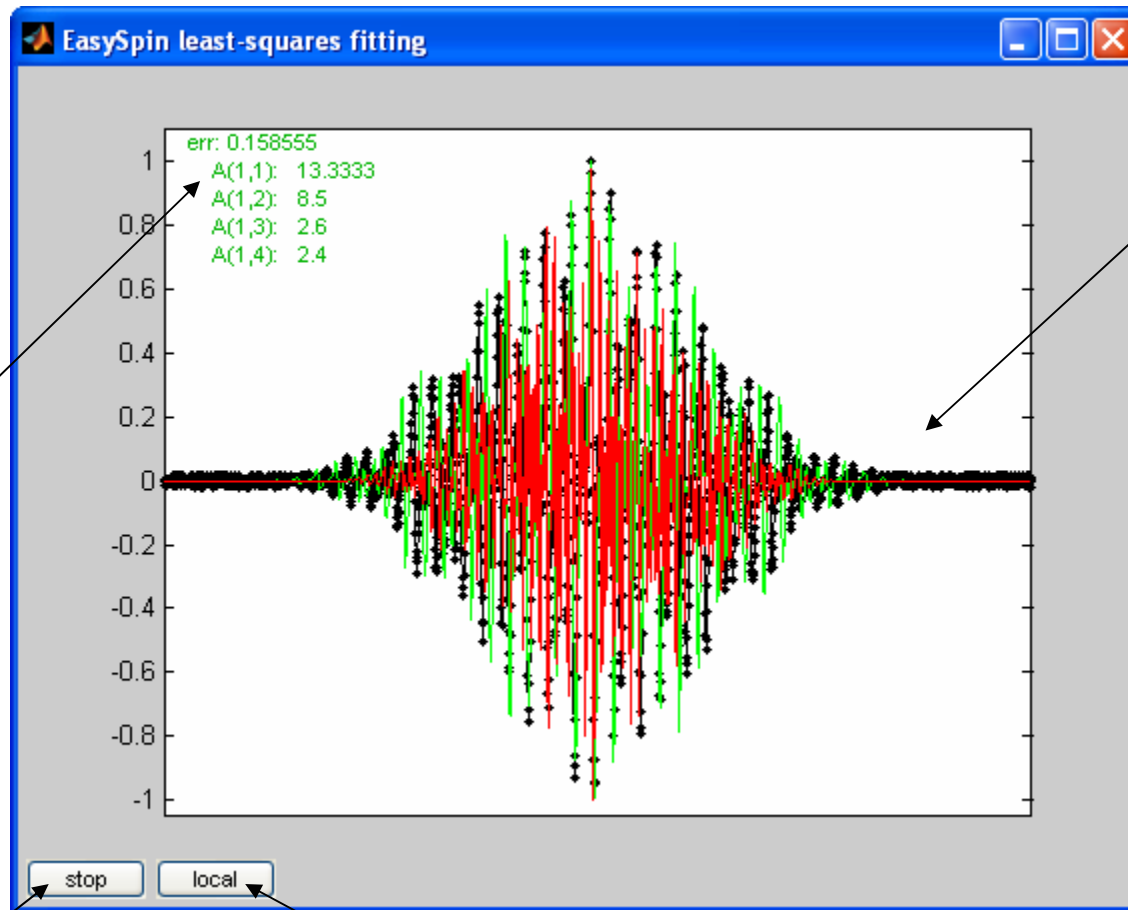 EasySpin least-squares fitting
err: 0.158555
A(1,1): 13.3333
A(1,2): 8.5
A(1,3): 2.6
A(1,4): 2.4
1
0.8
0.6
0.4
0.2
0
-0.2
-0.4
-0.6
-0.8
-1
stop local